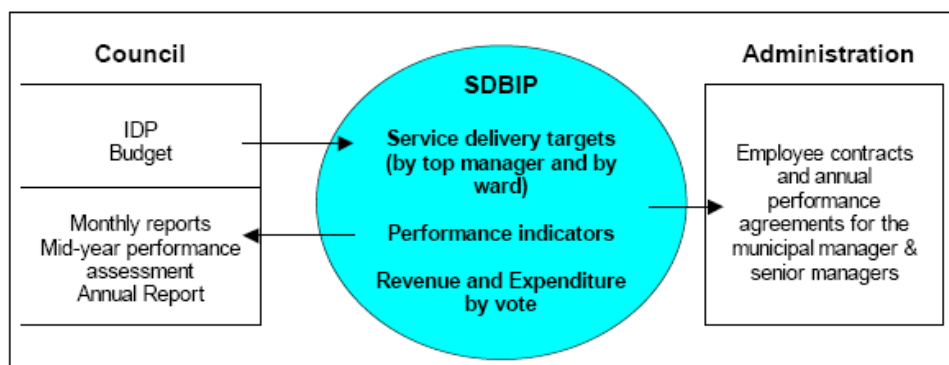 Council
IDP
Budget
Monthly reports
Mid-year performance
assessment
Annual Report
SDBIP
Service delivery targets
(by top manager and by
ward)
Performance indicators
Revenue and Expenditure
by vote
Administration
Employee contracts
and annual
performance
agreements for the
municipal manager &
senior managers